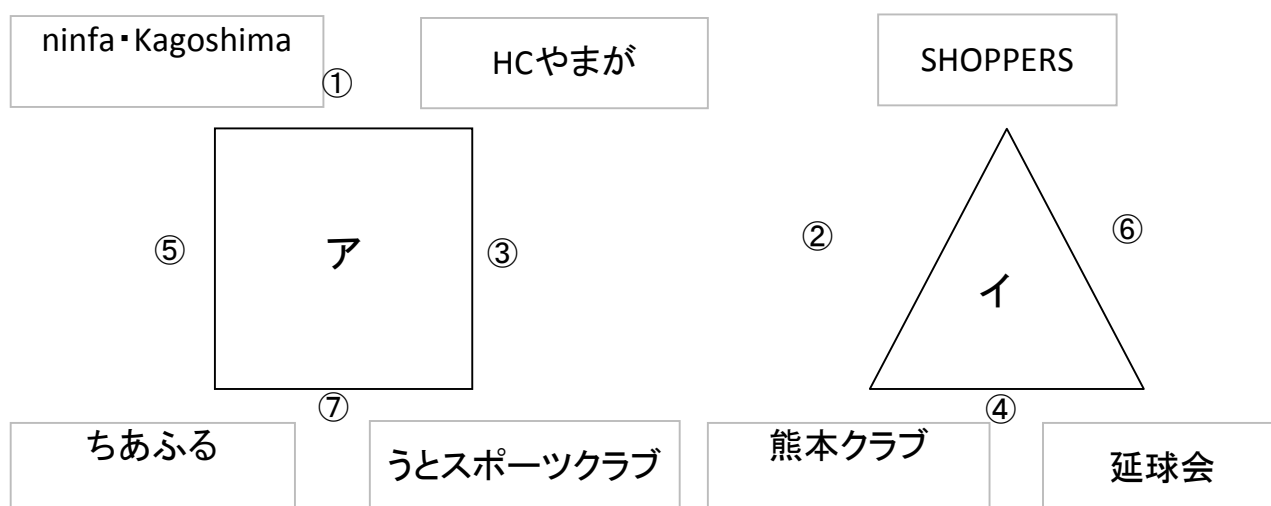 ninfa・Kagoshima
HCやまが
SHOPPERS
①
⑤
ア
③
②
イ
⑥
⑦
④
ちあふる
うとスポーツクラブ
熊本クラブ
延球会